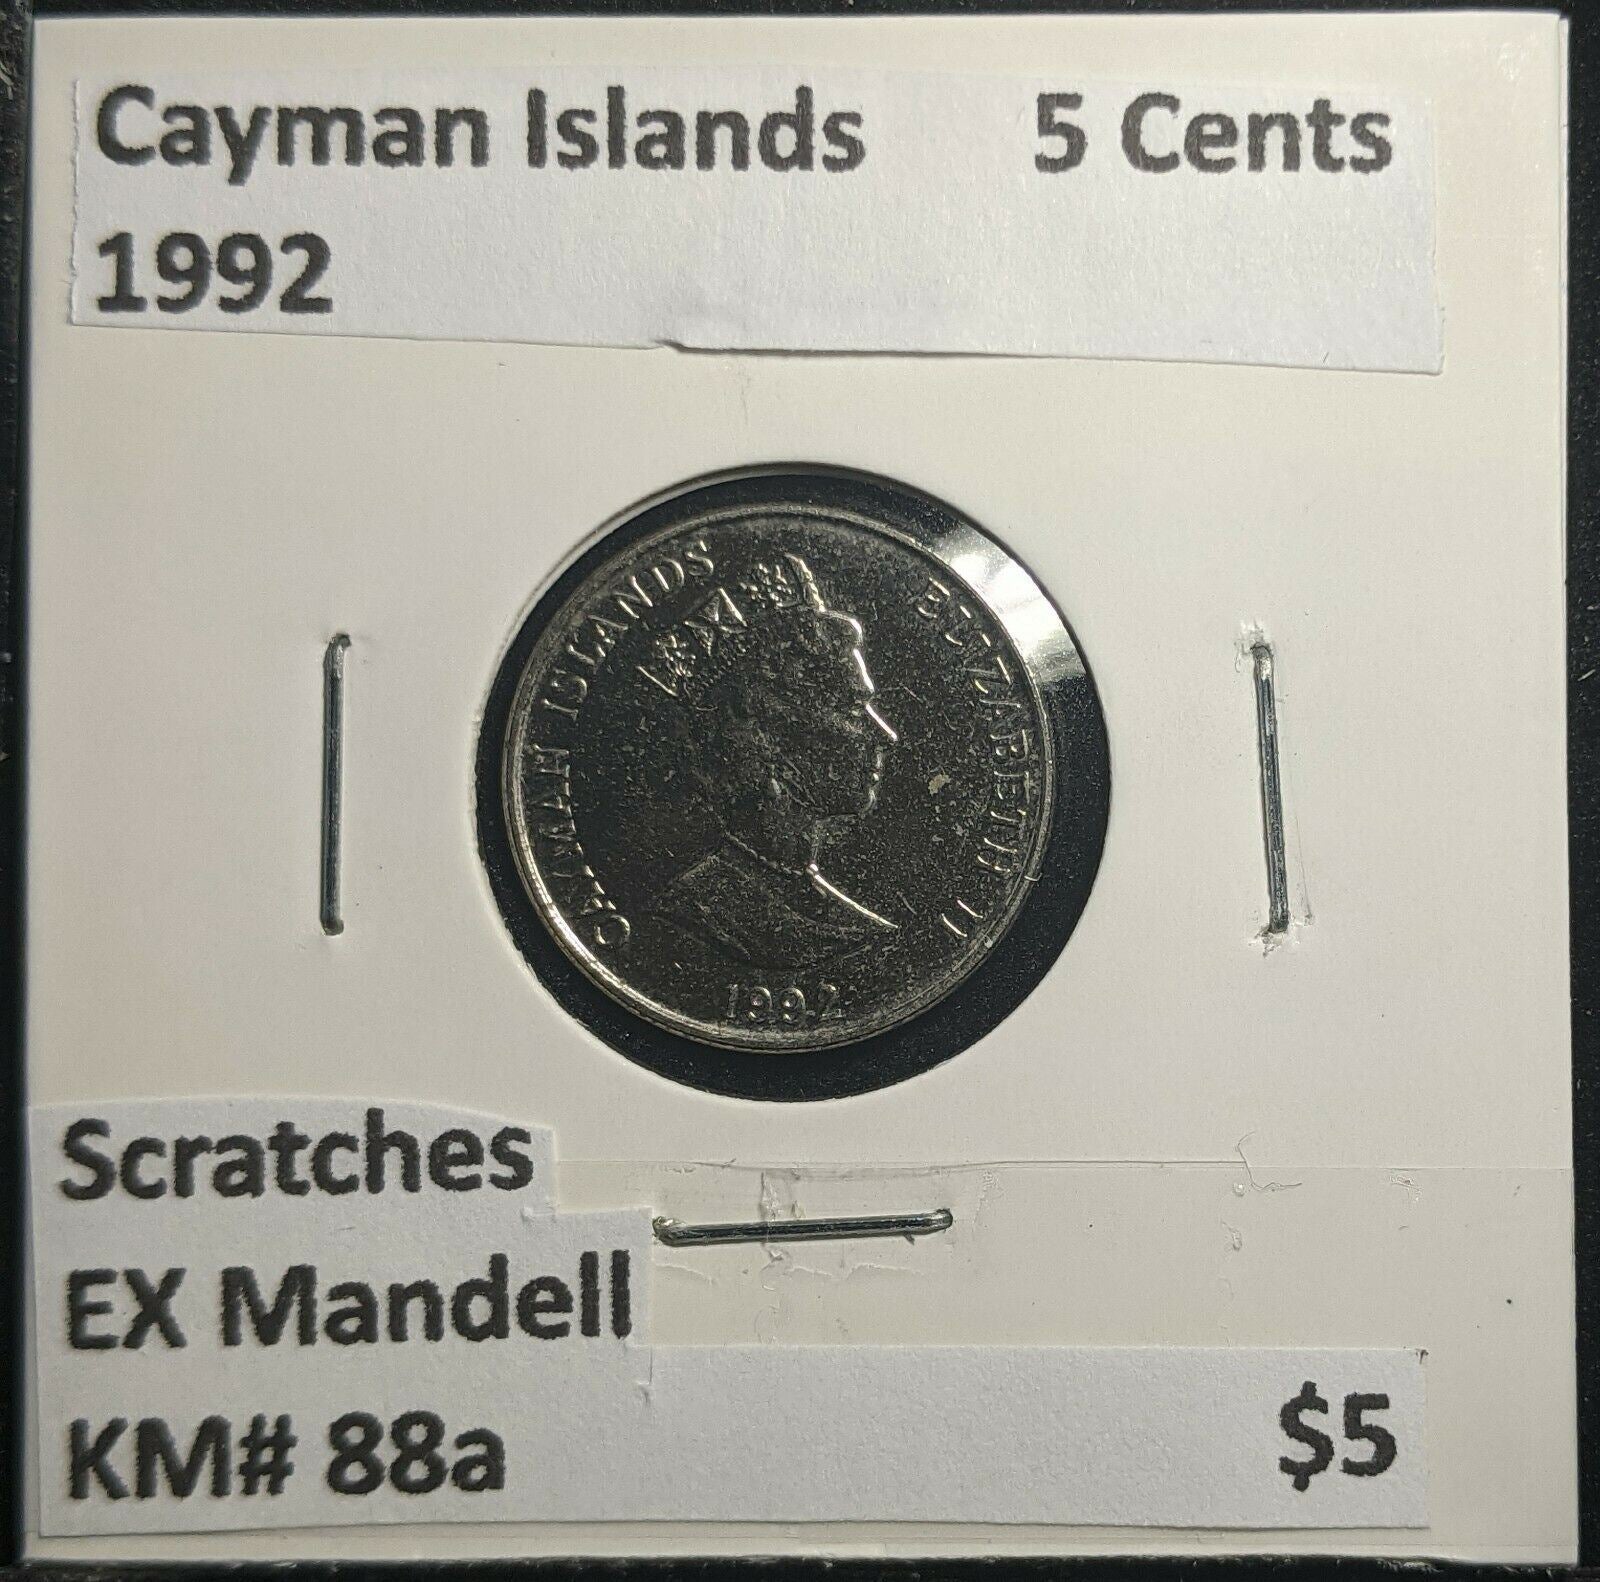 Cayman Islands 5 Cents
1992
CAYMAN ISLANDS
ELIZABETH II
1992
Scratches
EX Mandell
KM# 88a $5